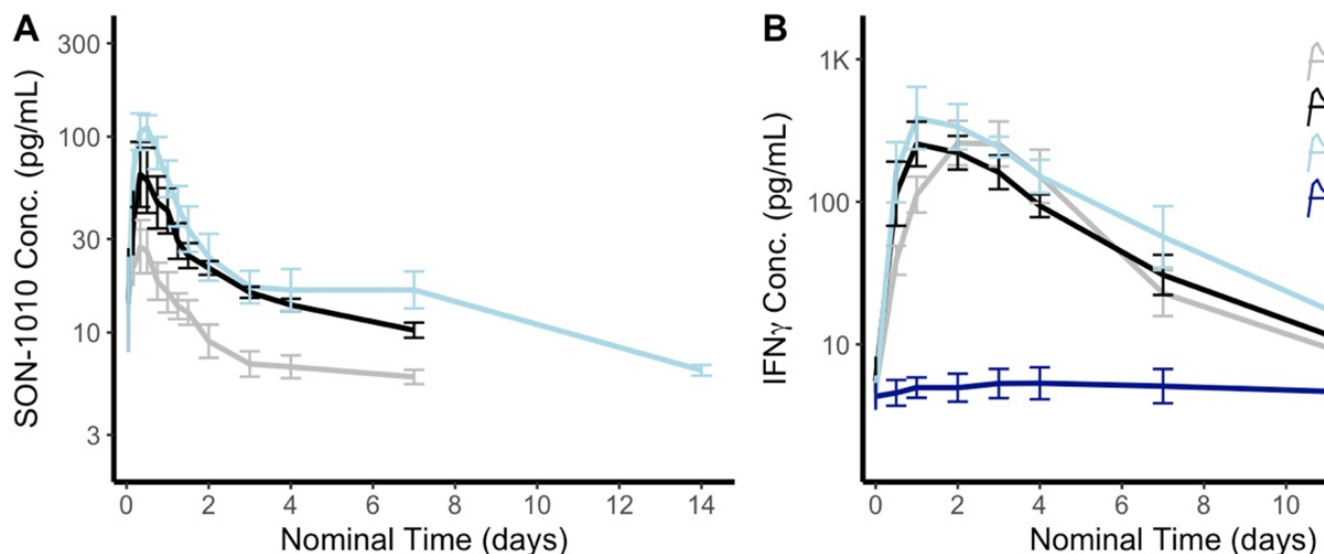 A
SON-1010 Conc. (pg/mL)
300
100
30
10
3
0 2 4 6 8 10 12 14
Nominal Time (days)
B
IFNγ Conc. (pg/mL)
1K
100
10
0 2 4 6 8 10
Nominal Time (days)